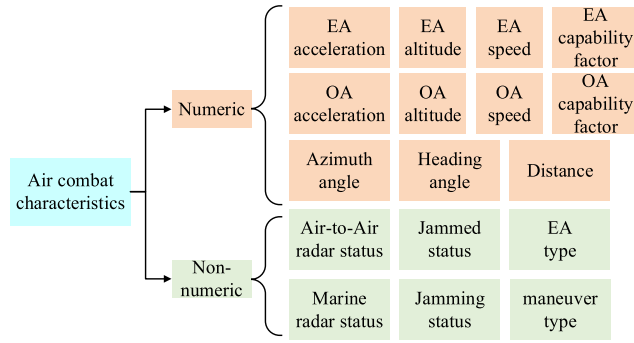 Air combat
characteristics
Numeric
EA
acceleration
EA
altitude
EA
speed
EA
capability
factor
OA
acceleration
OA
altitude
OA
speed
OA
capability
factor
Azimuth
angle
Heading
angle
Distance
Non-
numeric
Air-to-Air
radar status
Jammed
status
EA
type
Marine
radar status
Jamming
status
maneuver
type